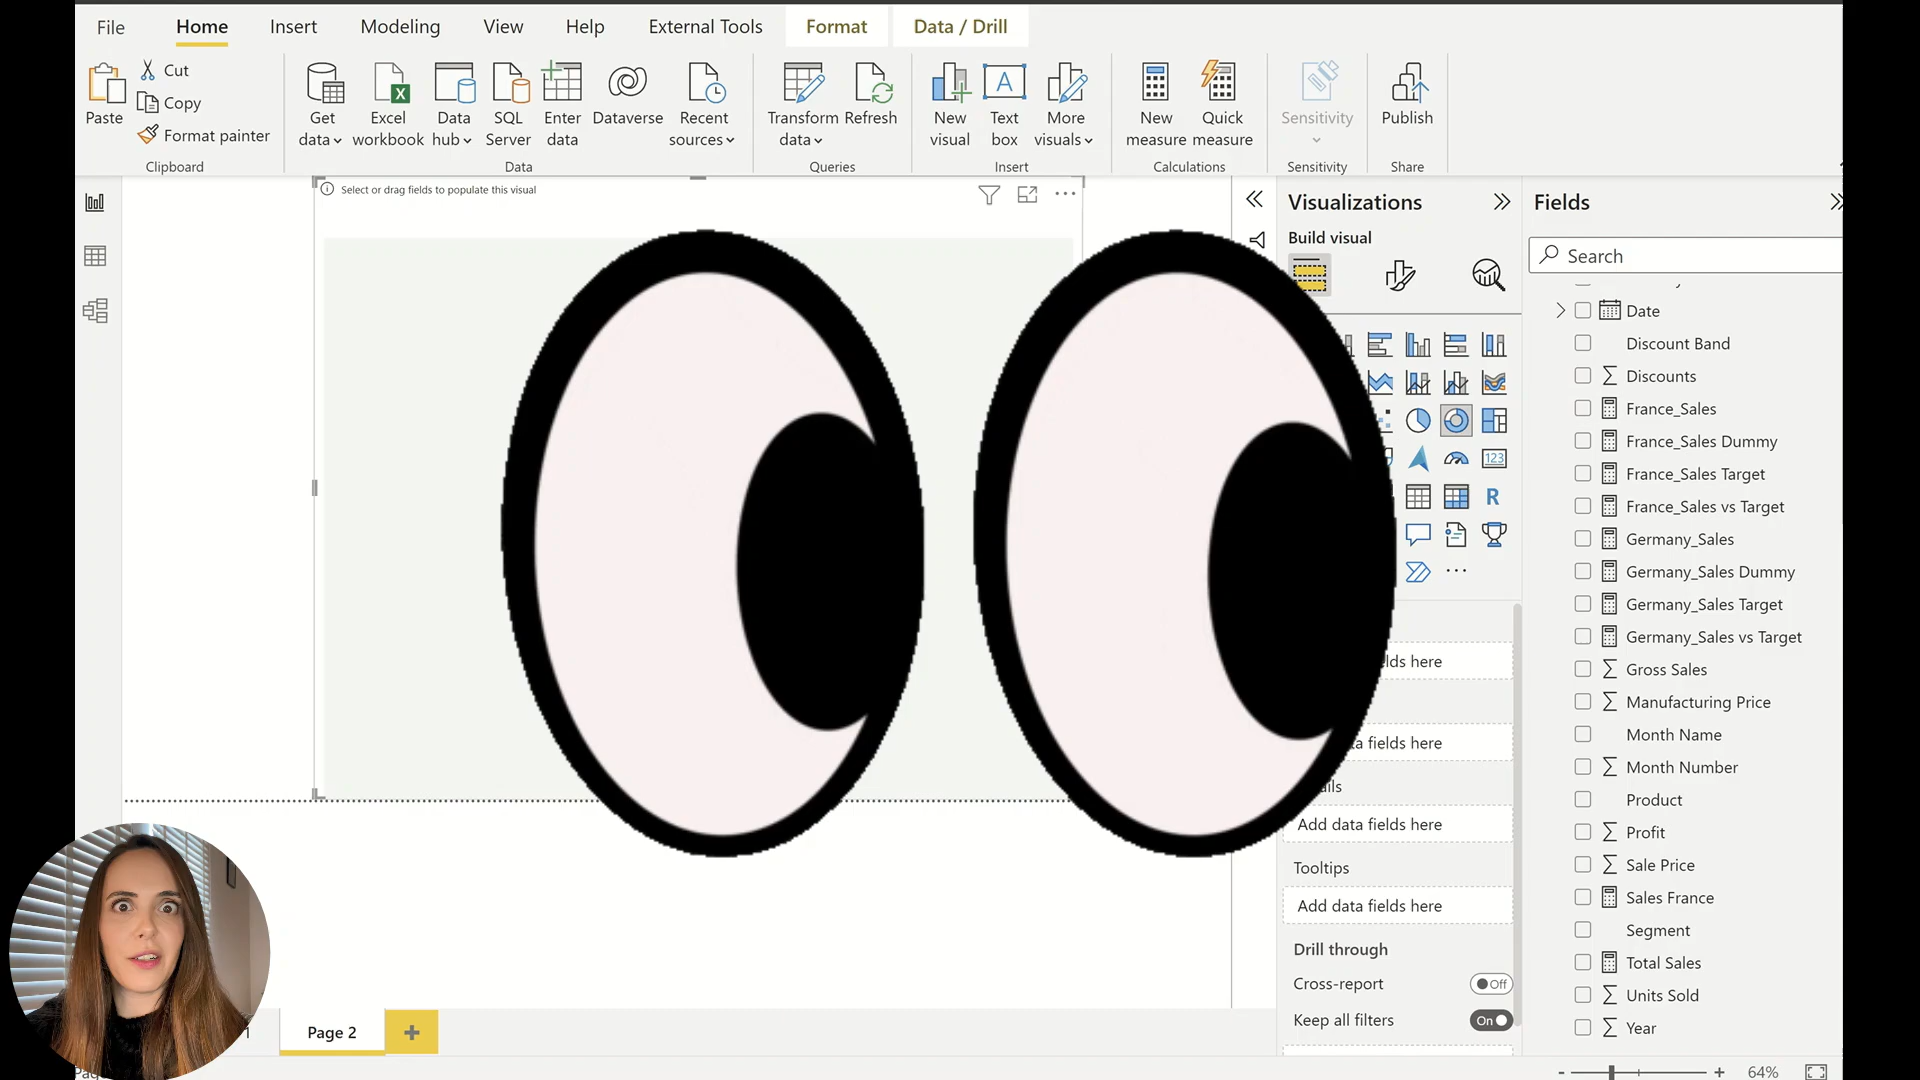 File
Home
Insert
Modeling
View
Help
External Tools
Format
Data / Drill
Paste
Cut
Copy
Format painter
Clipboard
Get data
Excel workbook
Data hub
SQL Server
Enter data
Dataverse
Recent sources
Data
Transform data
Refresh
Queries
New visual
A
Text box
More visuals
Insert
New measure
Quick measure
Calculations
Sensitivity
Sensitivity
Publish
Share
Select or drag fields to populate this visual
Visualizations
Build visual
123
R
lds here
a fields here
ils
Add data fields here
Tooltips
Add data fields here
Drill through
Cross-report
Off
Keep all filters
On
Fields
Search
Date
Discount Band
Discounts
France_Sales
France_Sales Dummy
France_Sales Target
France_Sales vs Target
Germany_Sales
Germany_Sales Dummy
Germany_Sales Target
Germany_Sales vs Target
Gross Sales
Manufacturing Price
Month Name
Month Number
Product
Profit
Sale Price
Sales France
Segment
Total Sales
Units Sold
Year
Page 2
64%